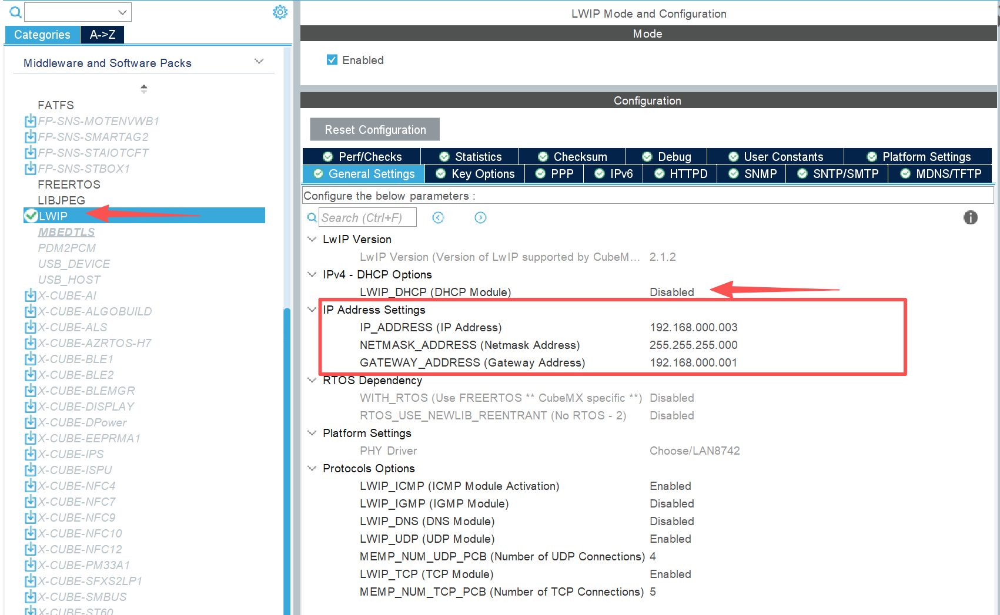 Categories
A->Z
Middleware and Software Packs
FATFS
FP-SNS-MOTENVWB1
FP-SNS-SMARTAG2
FP-SNS-STAIOTCFT
FP-SNS-STBOX1
FREERTOS
LIBJPEG
LWIP
MBEDTLS
PDM2PCM
USB_DEVICE
USB_HOST
X-CUBE-AI
X-CUBE-ALGOBUILD
X-CUBE-ALS
X-CUBE-AZRTOS-H7
X-CUBE-BLE1
X-CUBE-BLE2
X-CUBE-BLEMGR
X-CUBE-DISPLAY
X-CUBE-DPower
X-CUBE-EEPRMA1
X-CUBE-IPS
X-CUBE-ISPU
X-CUBE-NFC4
X-CUBE-NFC7
X-CUBE-NFC9
X-CUBE-NFC10
X-CUBE-NFC12
X-CUBE-PM33A1
X-CUBE-SFXS2LP1
X-CUBE-SMBUS
X-CUBE-ST60
LWIP Mode and Configuration
Mode
Enabled
Configuration
Reset Configuration
Perf/Checks Statistics Checksum Debug User Constants Platform Settings
General Settings Key Options PPP IPv6 HTTPD SNMP SNTP/SMTP MDNS/TFTP
Configure the below parameters :
Search (Ctrl+F)
LwIP Version
LwIP Version (Version of LwIP supported by CubeM... 2.1.2
IPv4 - DHCP Options
LWIP_DHCP (DHCP Module) Disabled
IP Address Settings
IP_ADDRESS (IP Address) 192.168.000.003
NETMASK_ADDRESS (Netmask Address) 255.255.255.000
GATEWAY_ADDRESS (Gateway Address) 192.168.000.001
RTOS Dependency
WITH_RTOS (Use FREERTOS ** CubeMX specific **) Disabled
RTOS_USE_NEWLIB_REENTRANT (No RTOS - 2) Disabled
Platform Settings
PHY Driver Choose/LAN8742
Protocols Options
LWIP_ICMP (ICMP Module Activation) Enabled
LWIP_IGMP (IGMP Module) Disabled
LWIP_DNS (DNS Module) Disabled
LWIP_UDP (UDP Module) Enabled
MEMP_NUM_UDP_PCB (Number of UDP Connections) 4
LWIP_TCP (TCP Module) Enabled
MEMP_NUM_TCP_PCB (Number of TCP Connections) 5